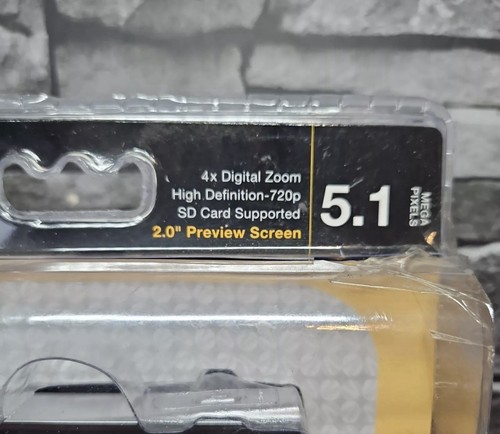 4x Digital Zoom
High Definition-720p
SD Card Supported
2.0" Preview Screen
5.1
MEGA
PIXELS